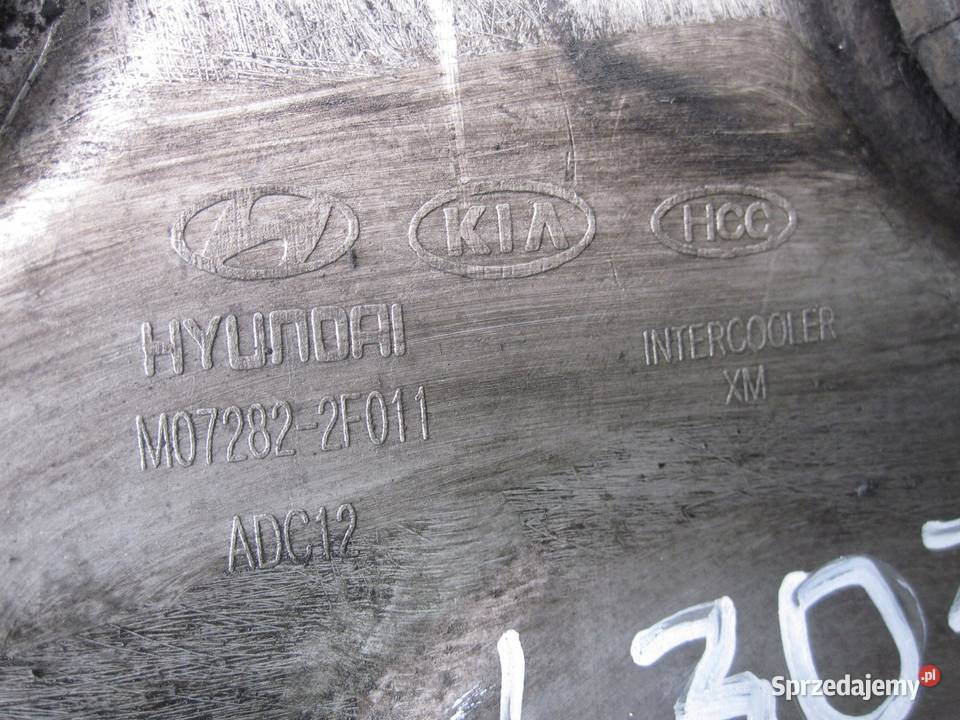 KIA
HCC
HYUNDAI
INTERCOOLER
M07282-2F011
XM
ADC12
Sprzedajemy.pl